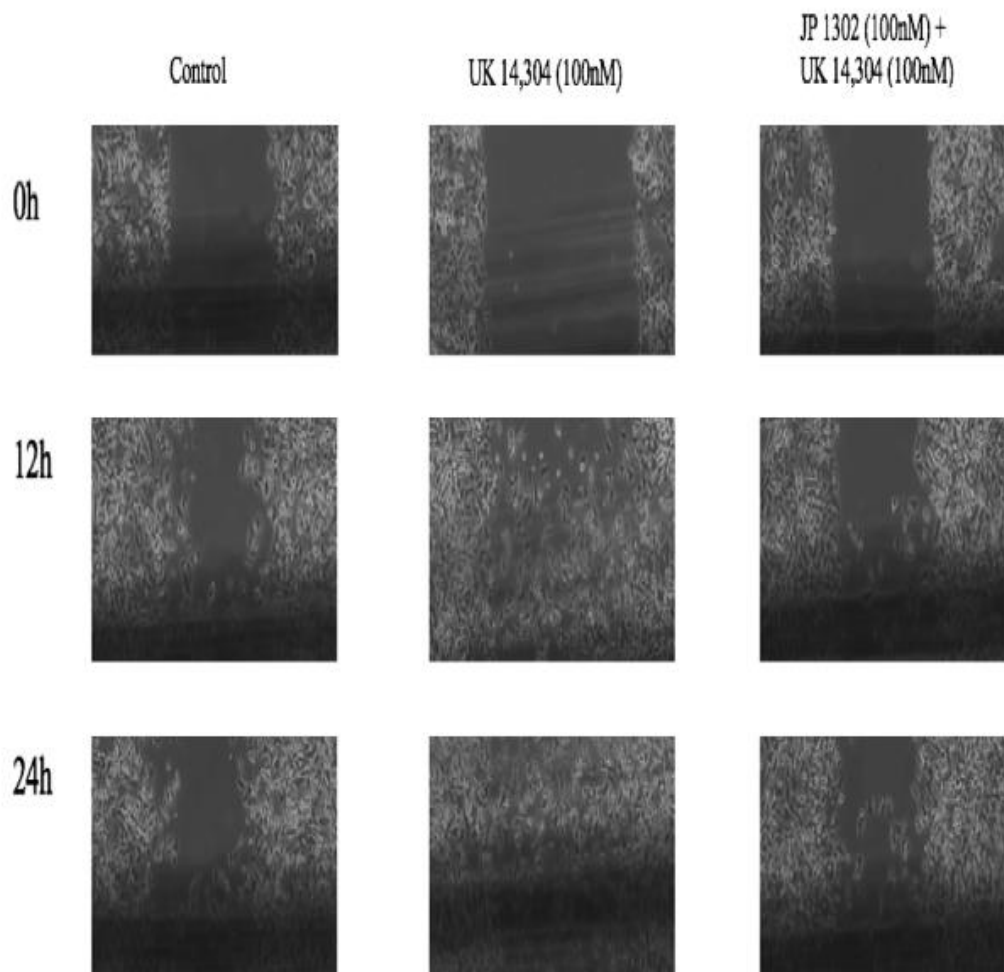 Control
UK 14,304 (100nM)
JP 1302 (100nM) +
UK 14,304 (100nM)
0h
12h
24h